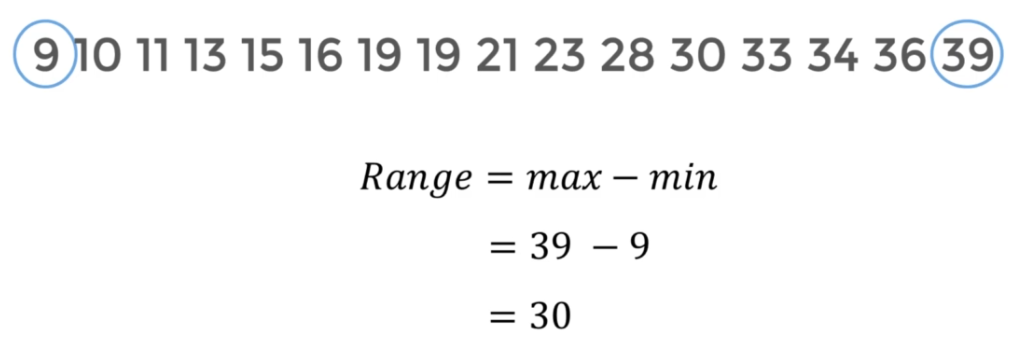 9 10 11 13 15 16 19 19 21 23 28 30 33 34 36 39
Range = max − min
= 39 − 9
= 30